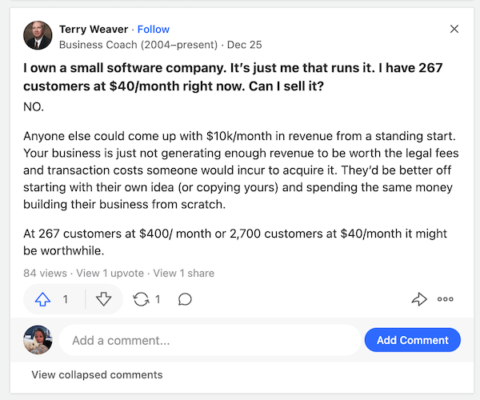 Terry Weaver · Follow
Business Coach (2004–present) · Dec 25
I own a small software company. It's just me that runs it. I have 267
customers at $40/month right now. Can I sell it?
NO.
Anyone else could come up with $10k/month in revenue from a standing start.
Your business is just not generating enough revenue to be worth the legal fees
and transaction costs someone would incur to acquire it. They'd be better off
starting with their own idea (or copying yours) and spending the same money
building their business from scratch.
At 267 customers at $400/ month or 2,700 customers at $40/month it might
be worthwhile.
84 views · View 1 upvote · View 1 share
1 1
Add a comment... Add Comment
View collapsed comments